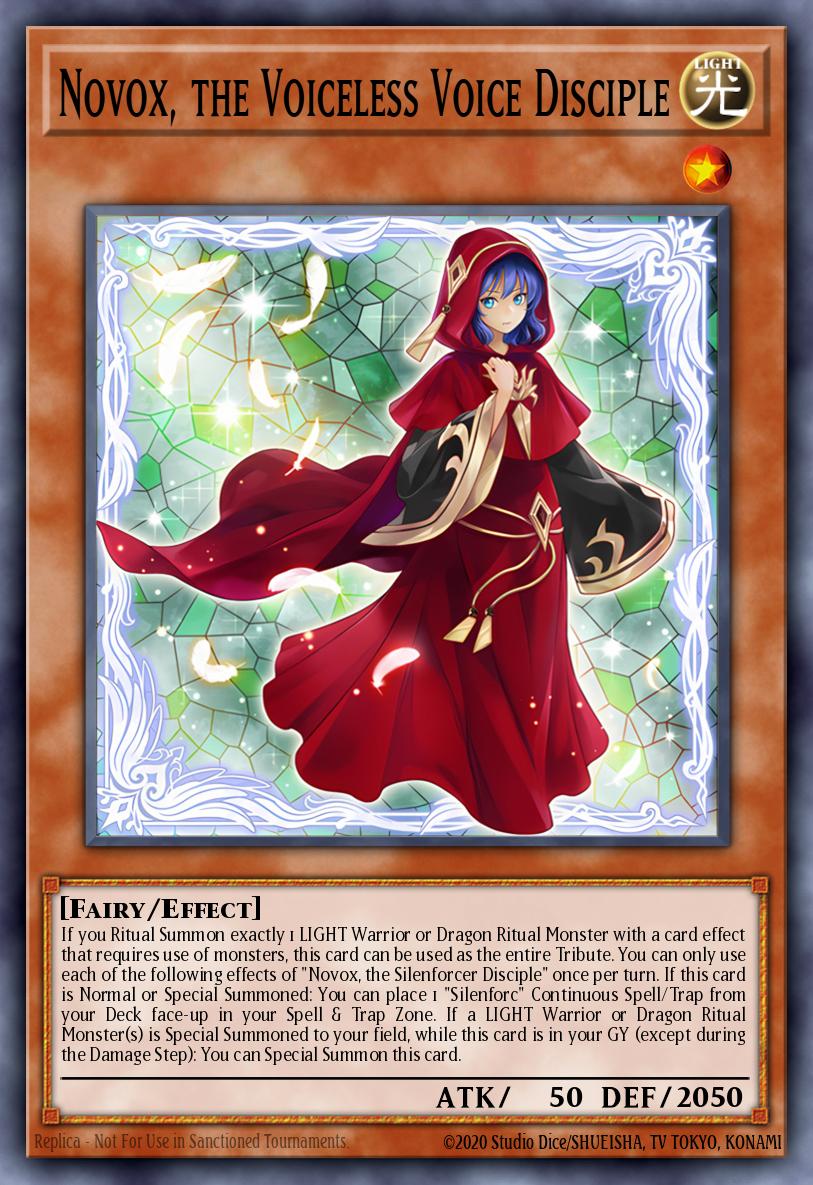 Novox, the Voiceless Voice Disciple
LIGHT
光
[Fairy/Effect]
If you Ritual Summon exactly 1 LIGHT Warrior or Dragon Ritual Monster with a card effect
that requires use of monsters, this card can be used as the entire Tribute. You can only use
each of the following effects of "Novox, the Silenforcer Disciple" once per turn. If this card
is Normal or Special Summoned: You can place 1 "Silenforc" Continuous Spell/Trap from
your Deck face-up in your Spell & Trap Zone. If a LIGHT Warrior or Dragon Ritual
Monster(s) is Special Summoned to your field, while this card is in your GY (except during
the Damage Step): You can Special Summon this card.
ATK/ 50 DEF/2050
Replica - Not For Use in Sanctioned Tournaments. ©2020 Studio Dice/SHUEISHA, TV TOKYO, KONAMI